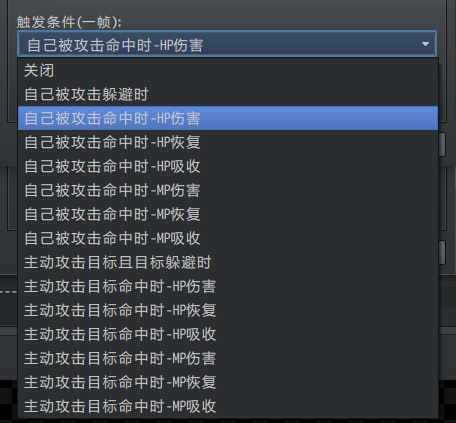 触发条件(一帧):
自己被攻击命中时-HP伤害
关闭
自己被攻击躲避时
自己被攻击命中时-HP伤害
自己被攻击命中时-HP恢复
自己被攻击命中时-HP吸收
自己被攻击命中时-MP伤害
自己被攻击命中时-MP恢复
自己被攻击命中时-MP吸收
主动攻击目标且目标躲避时
主动攻击目标命中时-HP伤害
主动攻击目标命中时-HP恢复
主动攻击目标命中时-HP吸收
主动攻击目标命中时-MP伤害
主动攻击目标命中时-MP恢复
主动攻击目标命中时-MP吸收